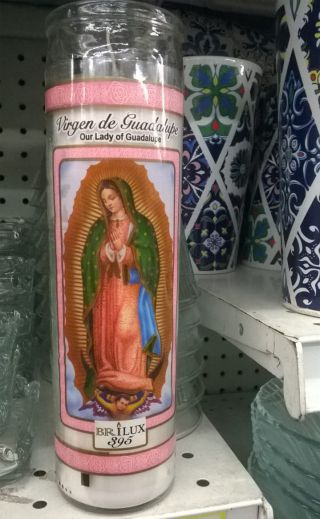 Virgen de Guadalupe
Our Lady of Guadalupe
BRILUX
395